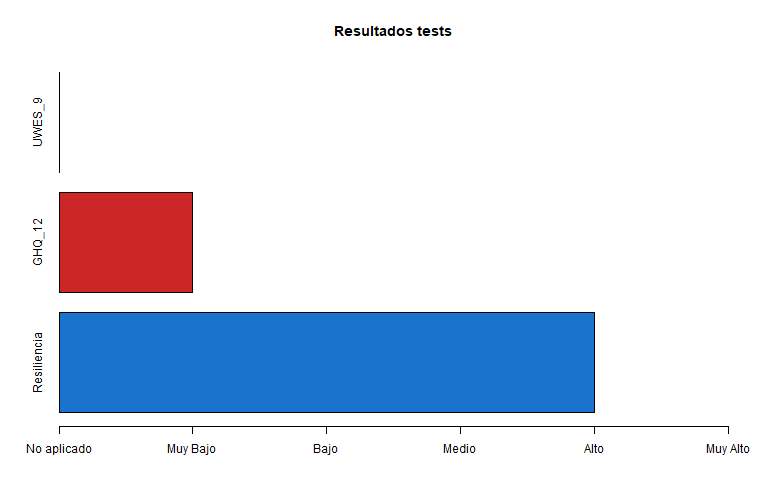 Resultados tests
UWES_9
GHQ_12
Resiliencia
No aplicado
Muy Bajo
Bajo
Medio
Alto
Muy Alto